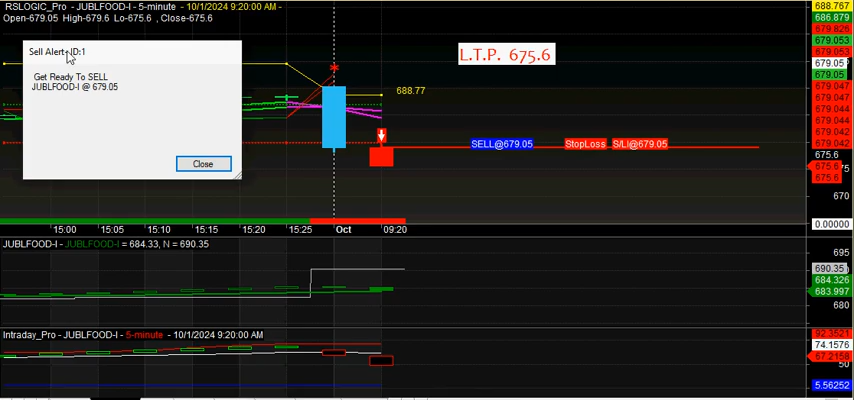 RSLOGIC_Pro - JUBLFOOD-I - 5-minute - 10/1/2024 9:20:00 AM -
Open-679.05 High-679.6 Lo-675.6 , Close-675.6
Sell Alert- ID:1
Get Ready To SELL
JUBLFOOD-I @ 679.05
Close
L.T.P. 675.6
688.77
SELL@679.05
StopLoss
S/L|@679.05
688.767
686.879
679.826
679.053
679.053
679.05
679.05
679.047
679.047
679.044
679.044
679.042
679.042
675.6
675.6
675.6
670
0.00000
15:00
15:05
15:10
15:15
15:20
15:25
Oct
09:20
JUBLFOOD-I - JUBLFOOD-I = 684.33, N = 690.35
695
690.35
684.326
683.997
680
Intraday_Pro - JUBLFOOD-I - 5-minute - 10/1/2024 9:20:00 AM -
74.1576
67.2158
50
5.56252